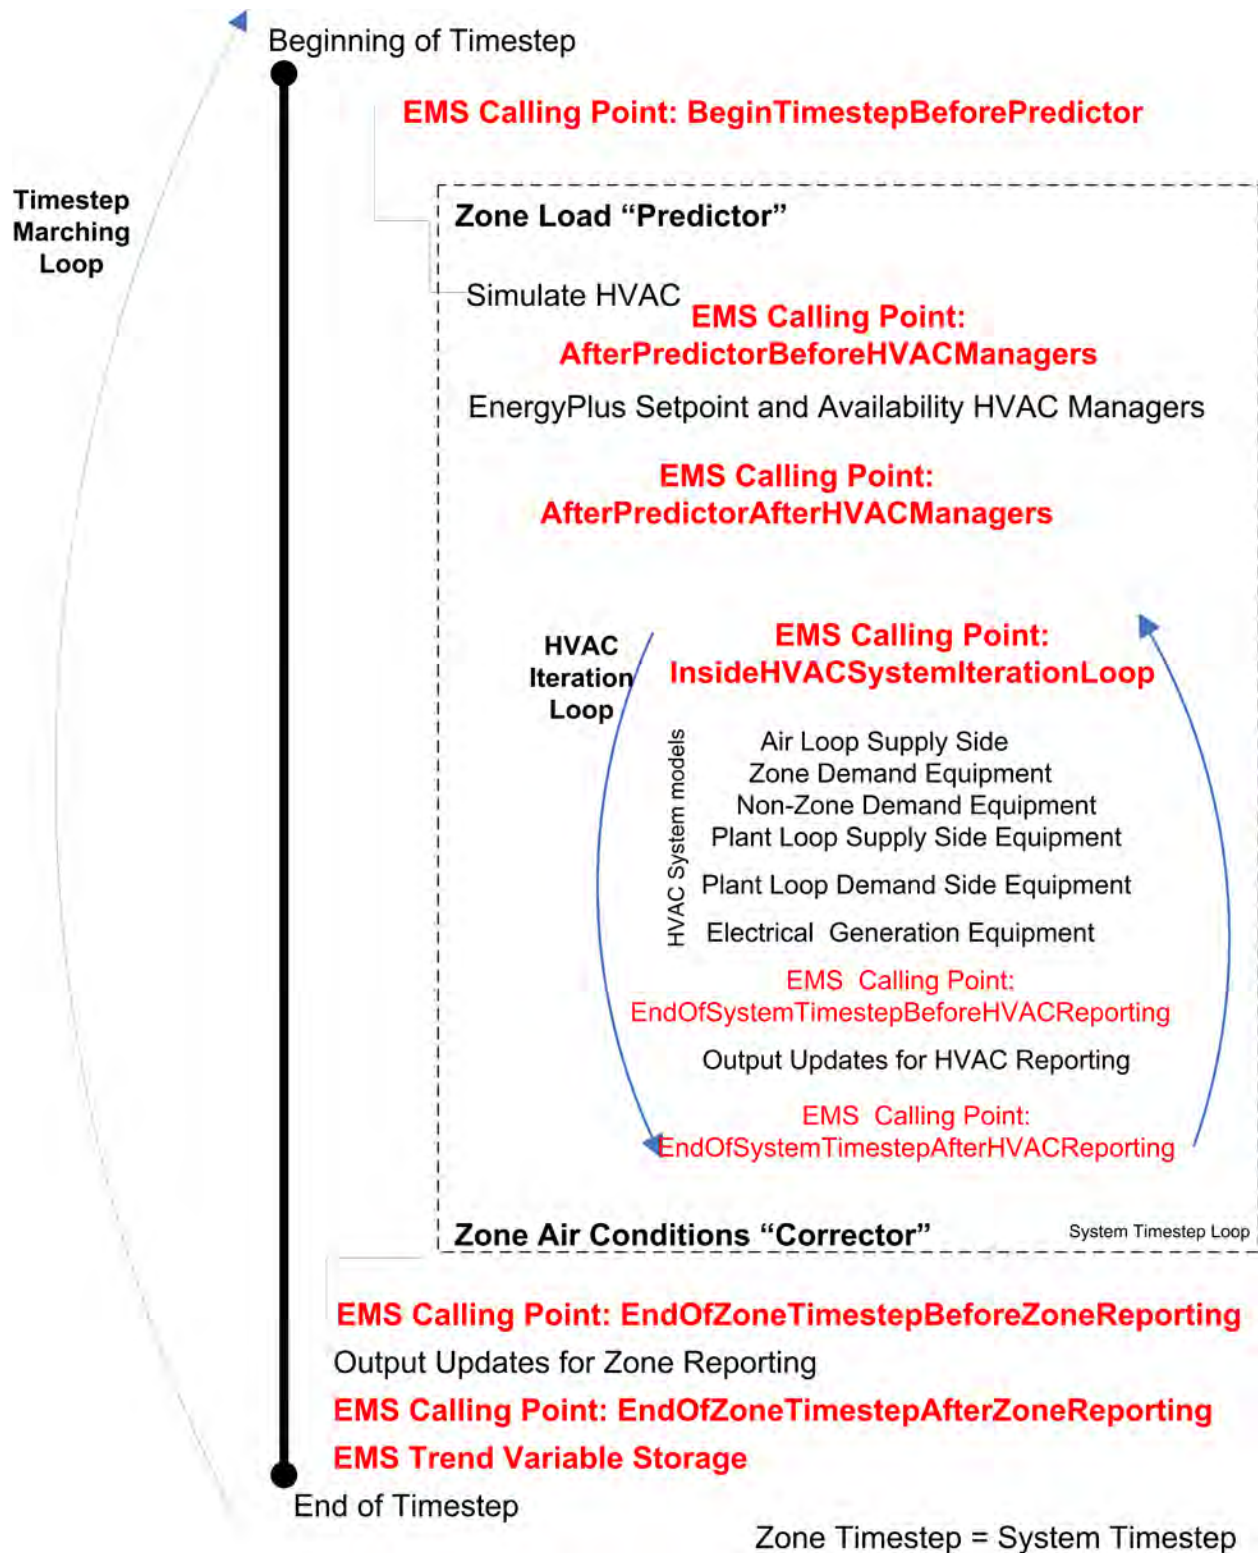 Beginning of Timestep
EMS Calling Point: BeginTimestepBeforePredictor
Timestep
Marching
Loop
Zone Load “Predictor”
Simulate HVAC
EMS Calling Point:
AfterPredictorBeforeHVACManagers
EnergyPlus Setpoint and Availability HVAC Managers
EMS Calling Point:
AfterPredictorAfterHVACManagers
HVAC
Iteration
Loop
EMS Calling Point:
InsideHVACSystemIterationLoop
HVAC System models
Air Loop Supply Side
Zone Demand Equipment
Non-Zone Demand Equipment
Plant Loop Supply Side Equipment
Plant Loop Demand Side Equipment
Electrical Generation Equipment
EMS Calling Point:
EndOfSystemTimestepBeforeHVACReporting
Output Updates for HVAC Reporting
EMS Calling Point:
EndOfSystemTimestepAfterHVACReporting
Zone Air Conditions “Corrector”
System Timestep Loop
EMS Calling Point: EndOfZoneTimestepBeforeZoneReporting
Output Updates for Zone Reporting
EMS Calling Point: EndOfZoneTimestepAfterZoneReporting
EMS Trend Variable Storage
End of Timestep
Zone Timestep = System Timestep